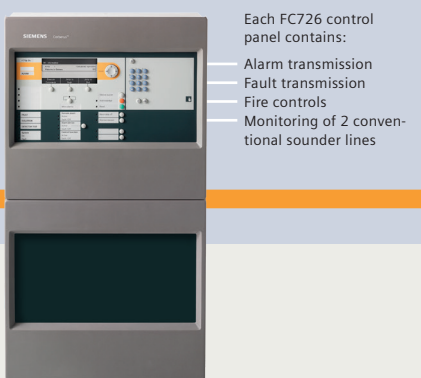 Each FC726 control
panel contains:
Alarm transmission
Fault transmission
Fire controls
Monitoring of 2 conven-
tional sounder lines
SIEMENS